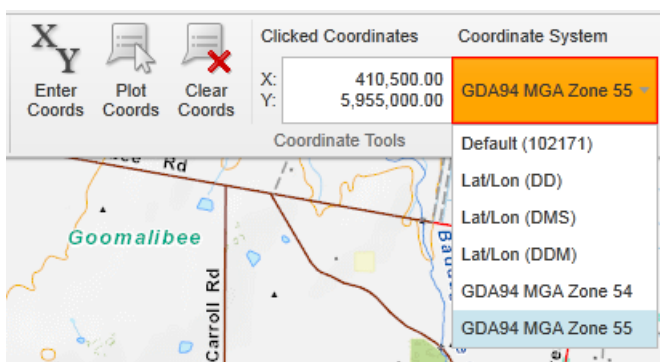 X
Y
Enter
Coords
Plot
Coords
Clear
Coords
Clicked Coordinates
X: 410,500.00
Y: 5,955,000.00
Coordinate Tools
Coordinate System
GDA94 MGA Zone 55
Default (102171)
Lat/Lon (DD)
Lat/Lon (DMS)
Lat/Lon (DDM)
GDA94 MGA Zone 54
GDA94 MGA Zone 55
Rd
Goomalibee
Carroll Rd